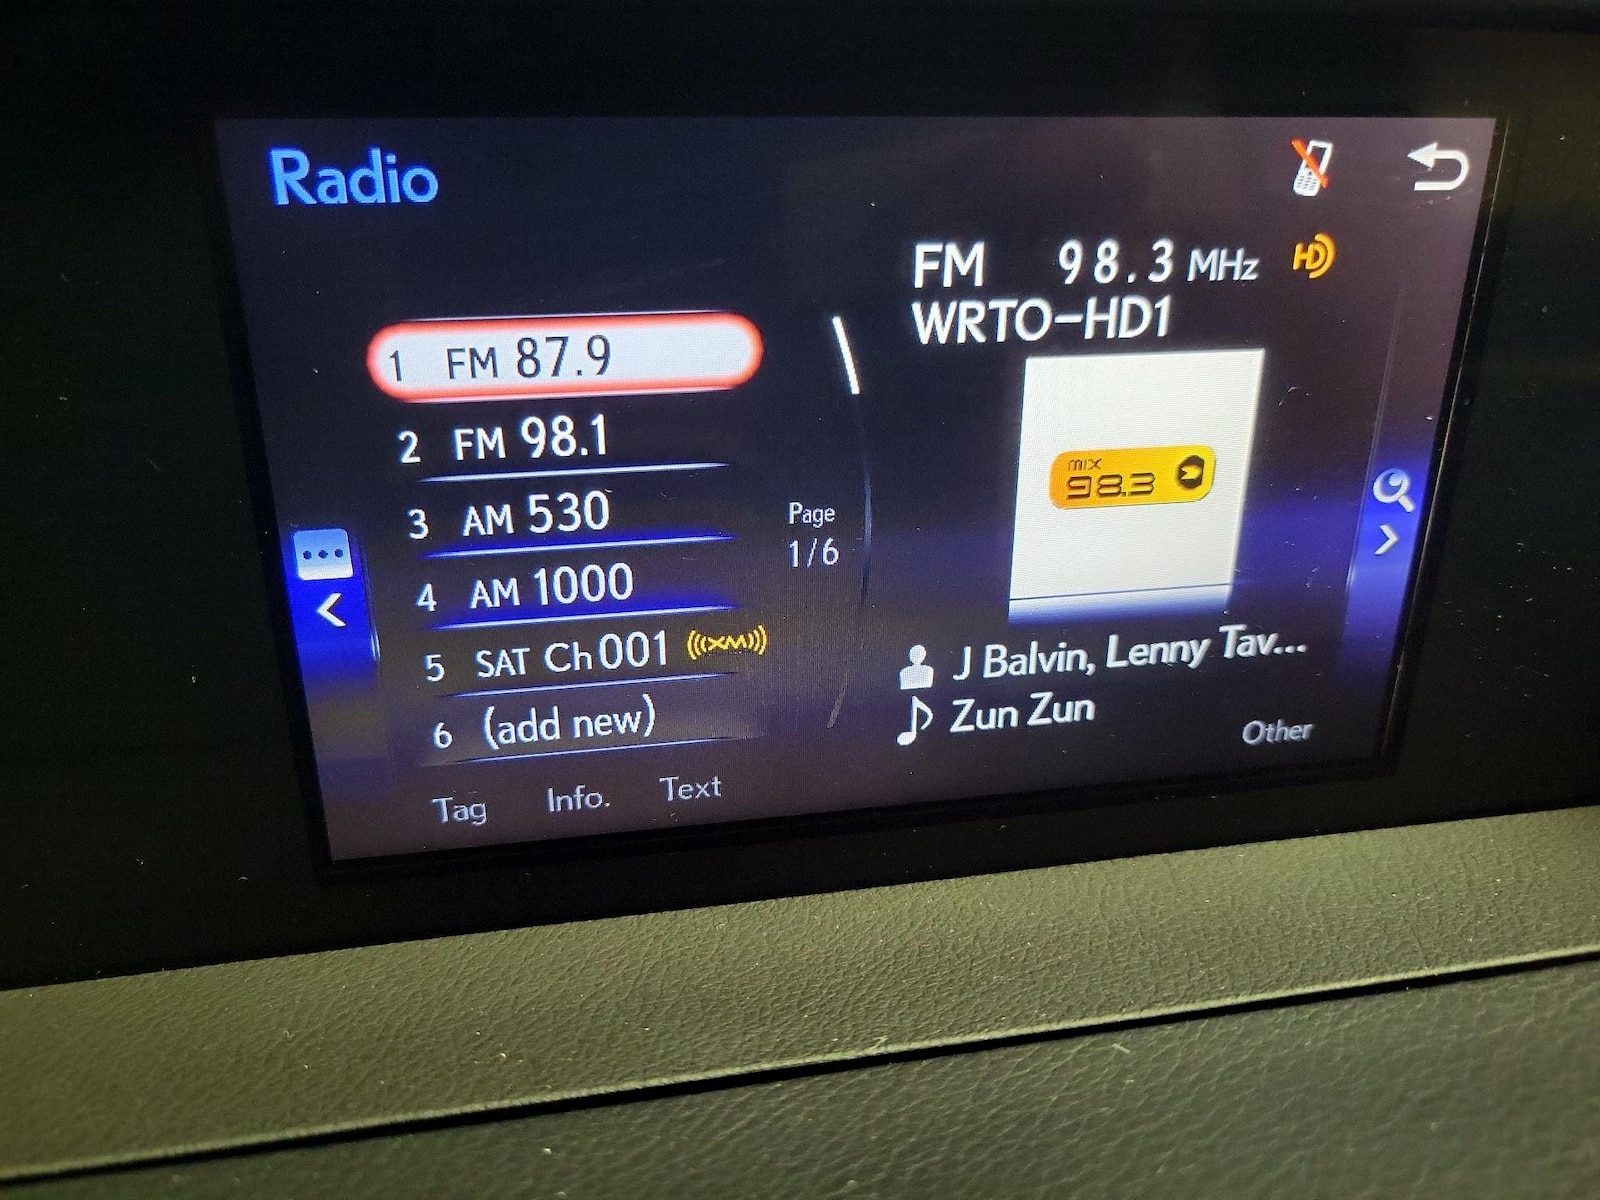 Radio
FM 98.3 MHz HD
WRTO-HD1
1 FM 87.9
2 FM 98.1
3 AM 530
4 AM 1000
5 SAT Ch 001 ((XM))
6 (add new)
Page
1/6
mix
98.3
J Balvin, Lenny Tav...
Zun Zun
Other
Tag Info. Text